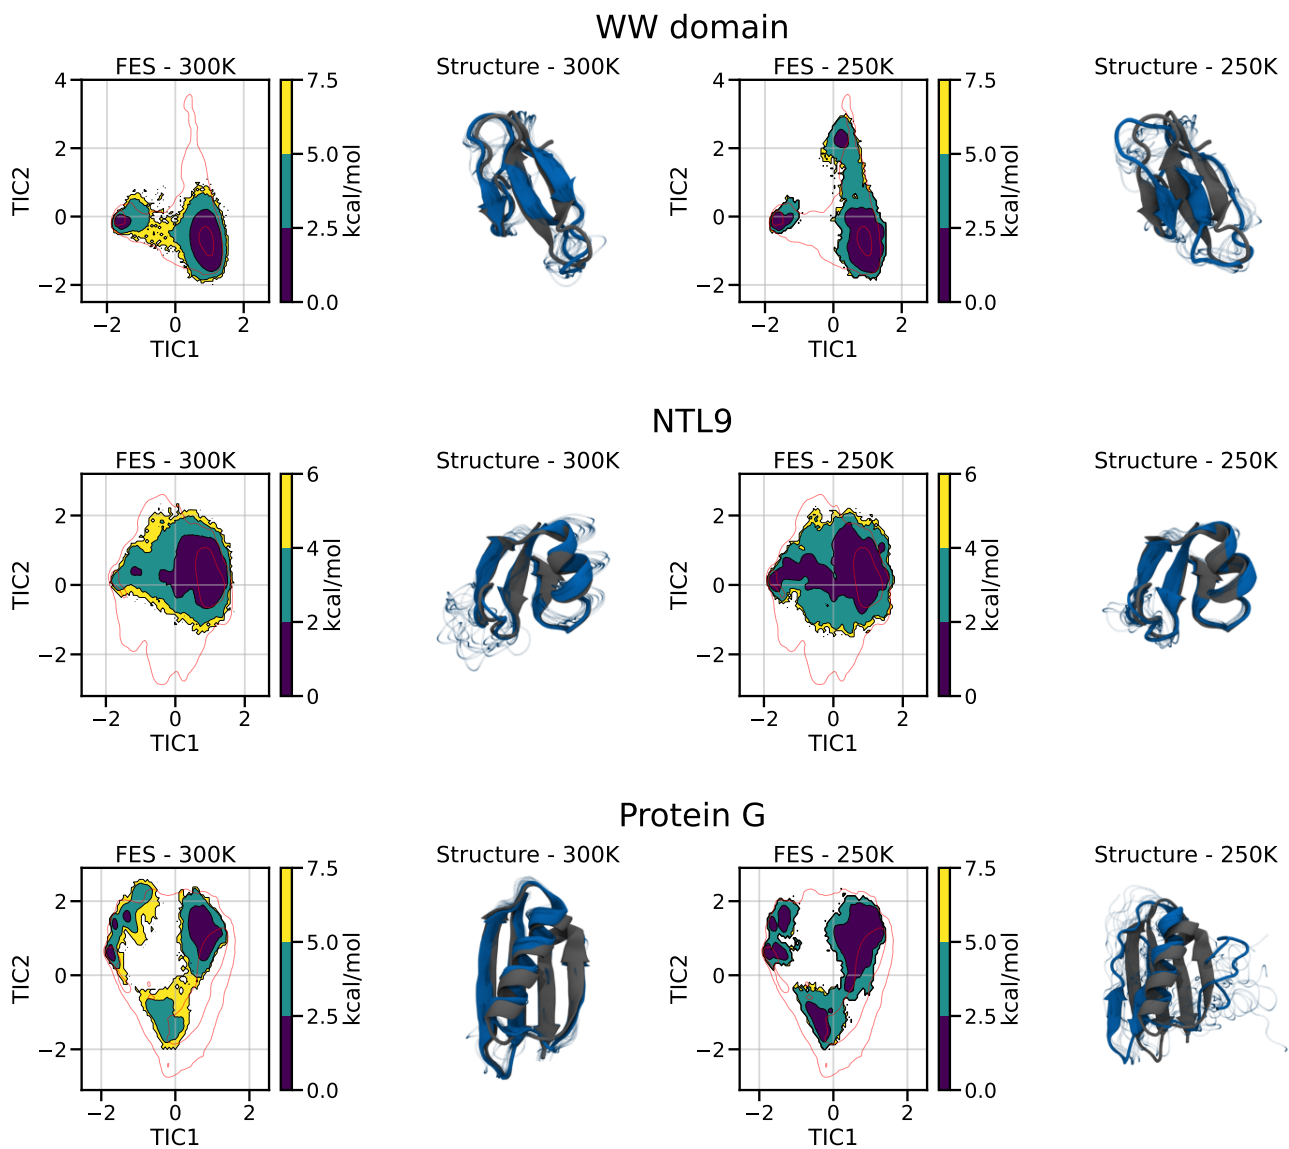 WW domain
FES - 300K
Structure - 300K
FES - 250K
Structure - 250K
4
2
0
−2
TIC2
−2 0 2
TIC1
7.5
5.0
2.5
0.0
kcal/mol
4
2
0
−2
TIC2
−2 0 2
TIC1
7.5
5.0
2.5
0.0
kcal/mol
NTL9
FES - 300K
Structure - 300K
FES - 250K
Structure - 250K
2
0
−2
TIC2
−2 0 2
TIC1
6
4
2
0
kcal/mol
2
0
−2
TIC2
−2 0 2
TIC1
6
4
2
0
kcal/mol
Protein G
FES - 300K
Structure - 300K
FES - 250K
Structure - 250K
2
0
−2
TIC2
−2 0 2
TIC1
7.5
5.0
2.5
0.0
kcal/mol
2
0
−2
TIC2
−2 0 2
TIC1
7.5
5.0
2.5
0.0
kcal/mol